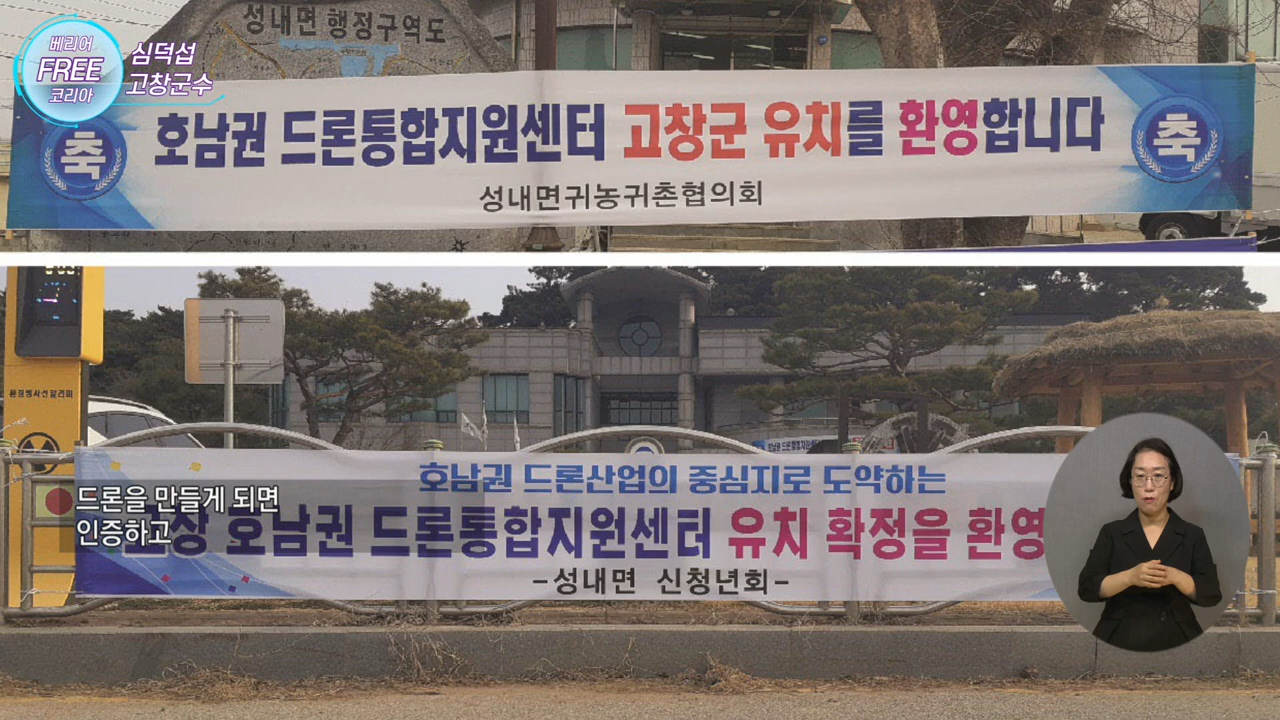 베리어
FREE
코리아
심덕섭
고창군수
성내면 행정구역도
축
호남권 드론통합지원센터 고창군 유치를 환영합니다
축
성내면귀농귀촌협의회
호남권 드론산업의 중심지로 도약하는
호남권 드론통합지원센터 유치 확정을 환영
-성내면 신청년회-
드론을 만들게 되면
인증하고